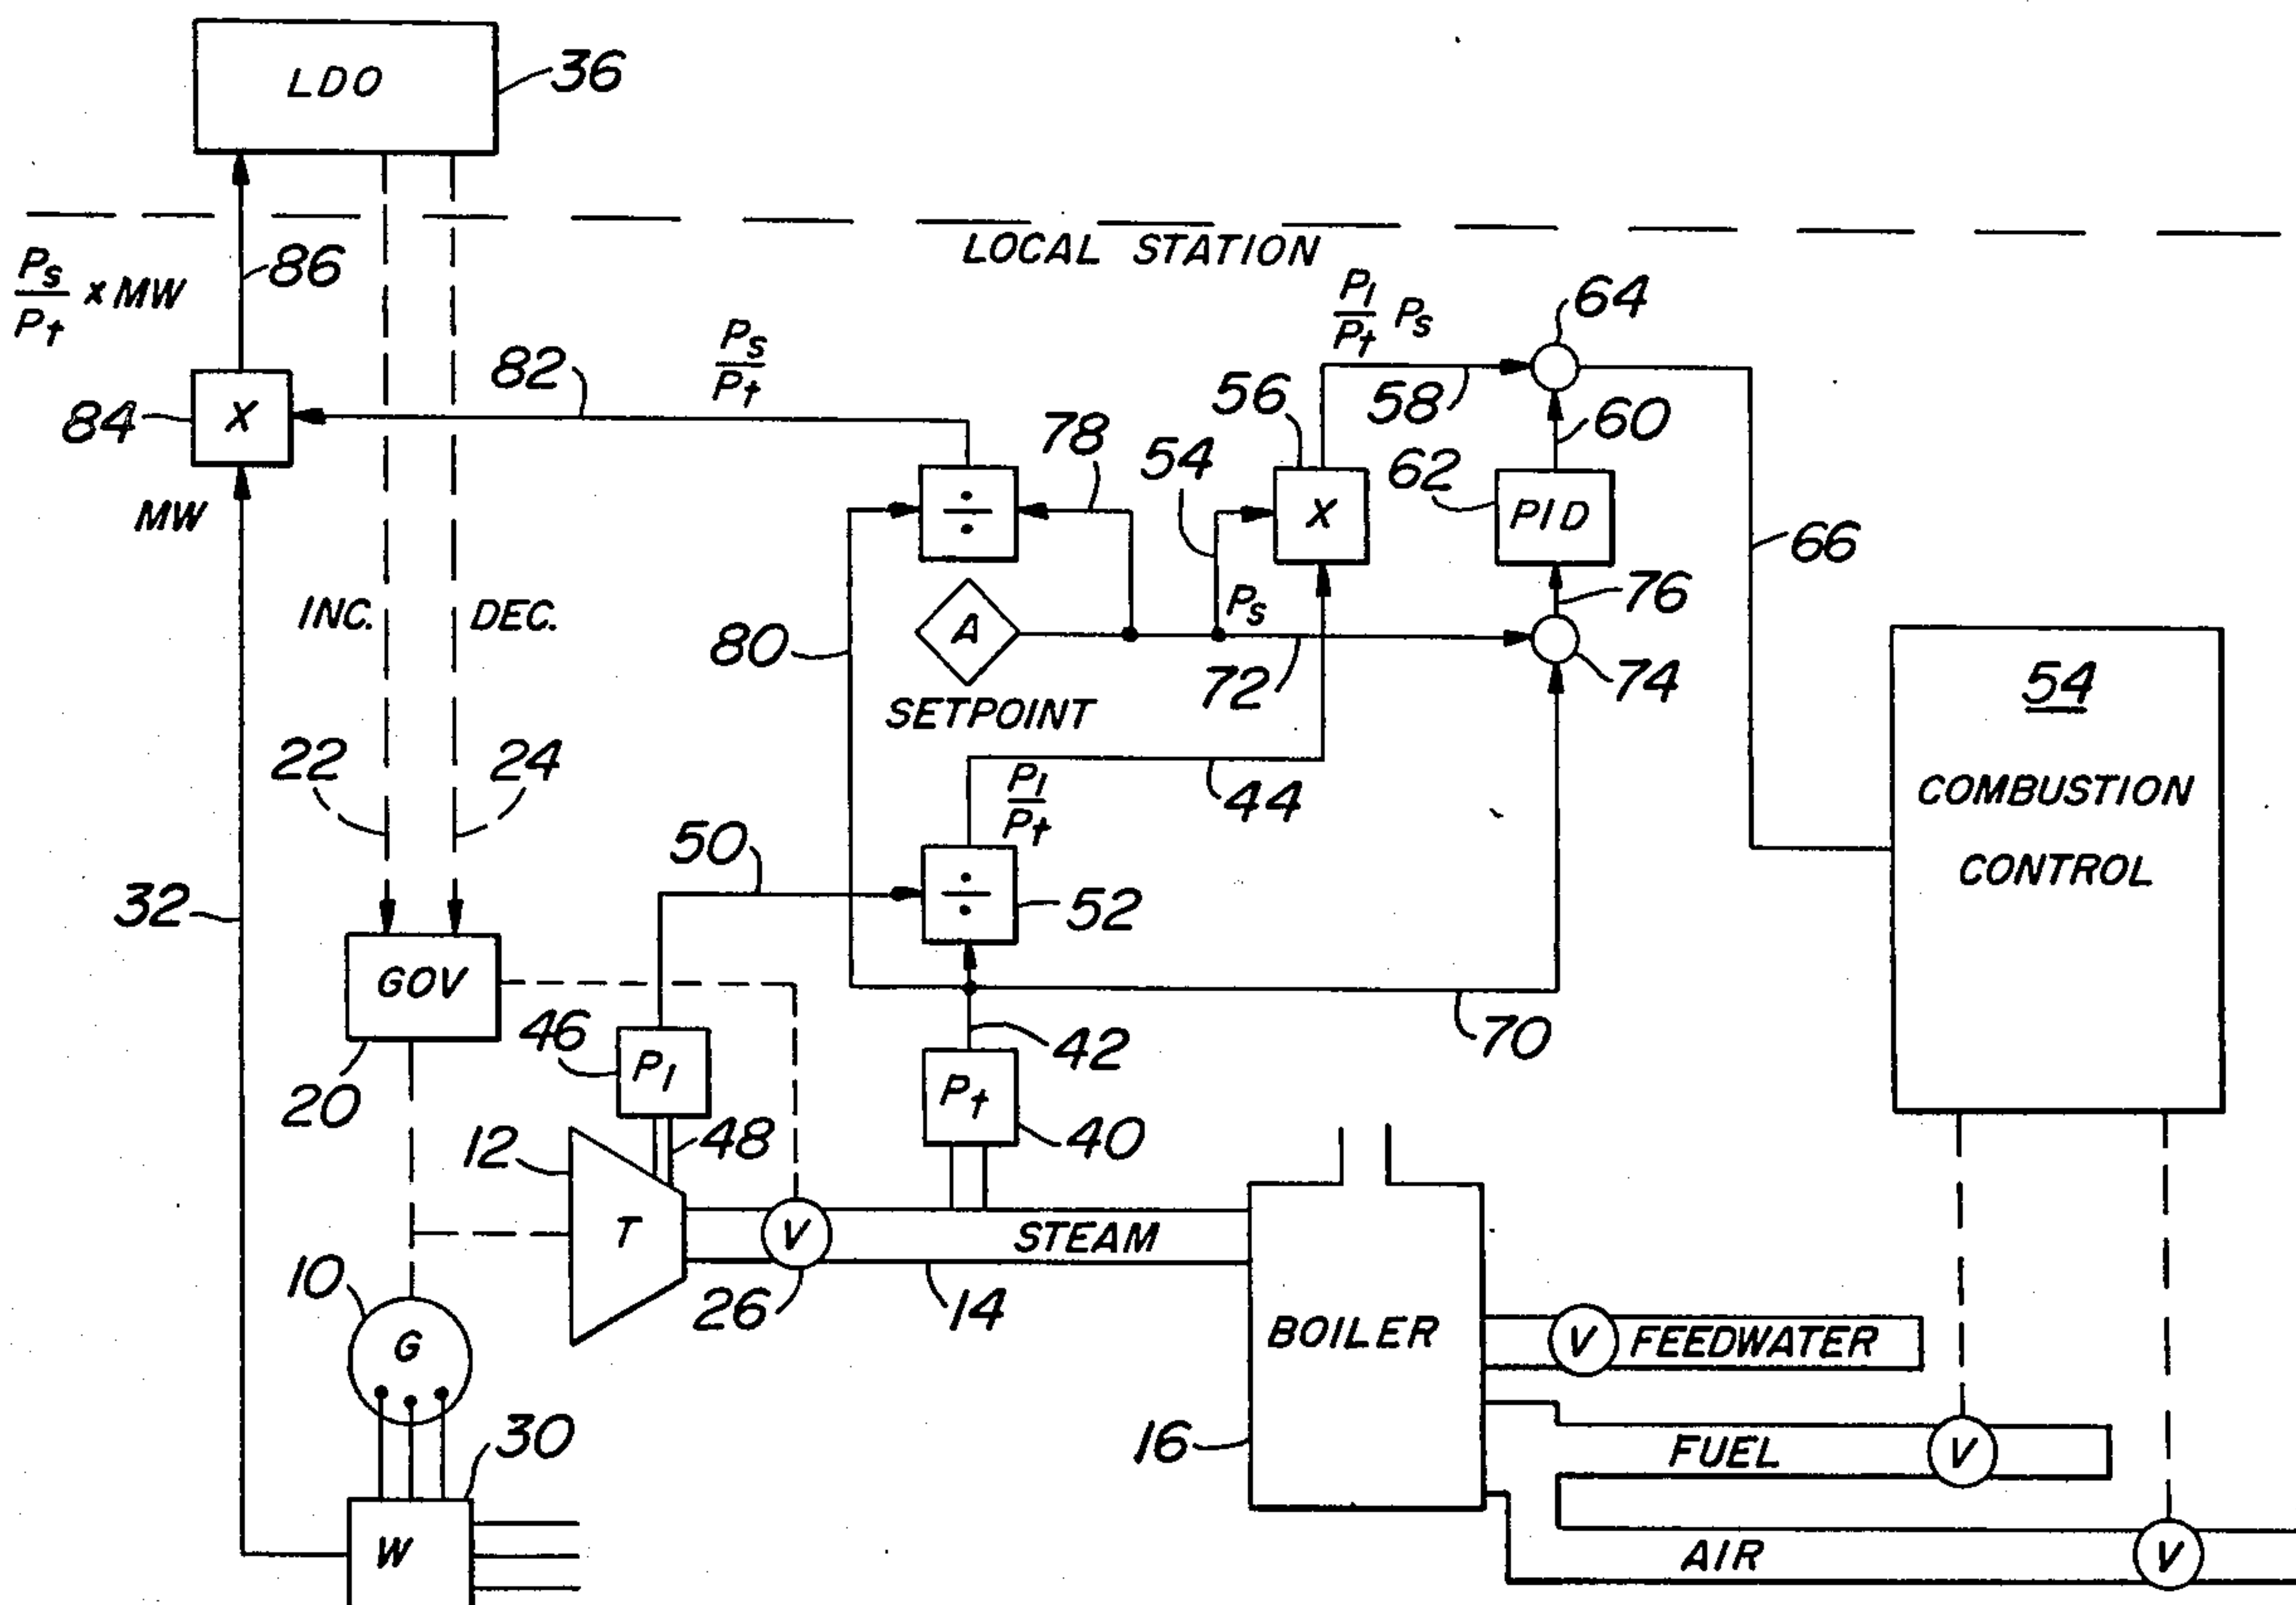 LDO
36
LOCAL STATION
Ps
Pt
x MW
86
P1
Pt
Ps
64
82
Ps
Pt
84
X
78
54
56
58
60
62
MW
÷
X
PID
66
INC.
DEC.
80
A
Ps
76
SETPOINT
72
74
54
COMBUSTION
CONTROL
22
24
P1
Pt
44
50
32
÷
52
GOV
46
P1
42
70
20
Pt
12
48
40
T
V
STEAM
10
26
14
G
BOILER
V
FEEDWATER
30
16
FUEL
V
W
AIR
V